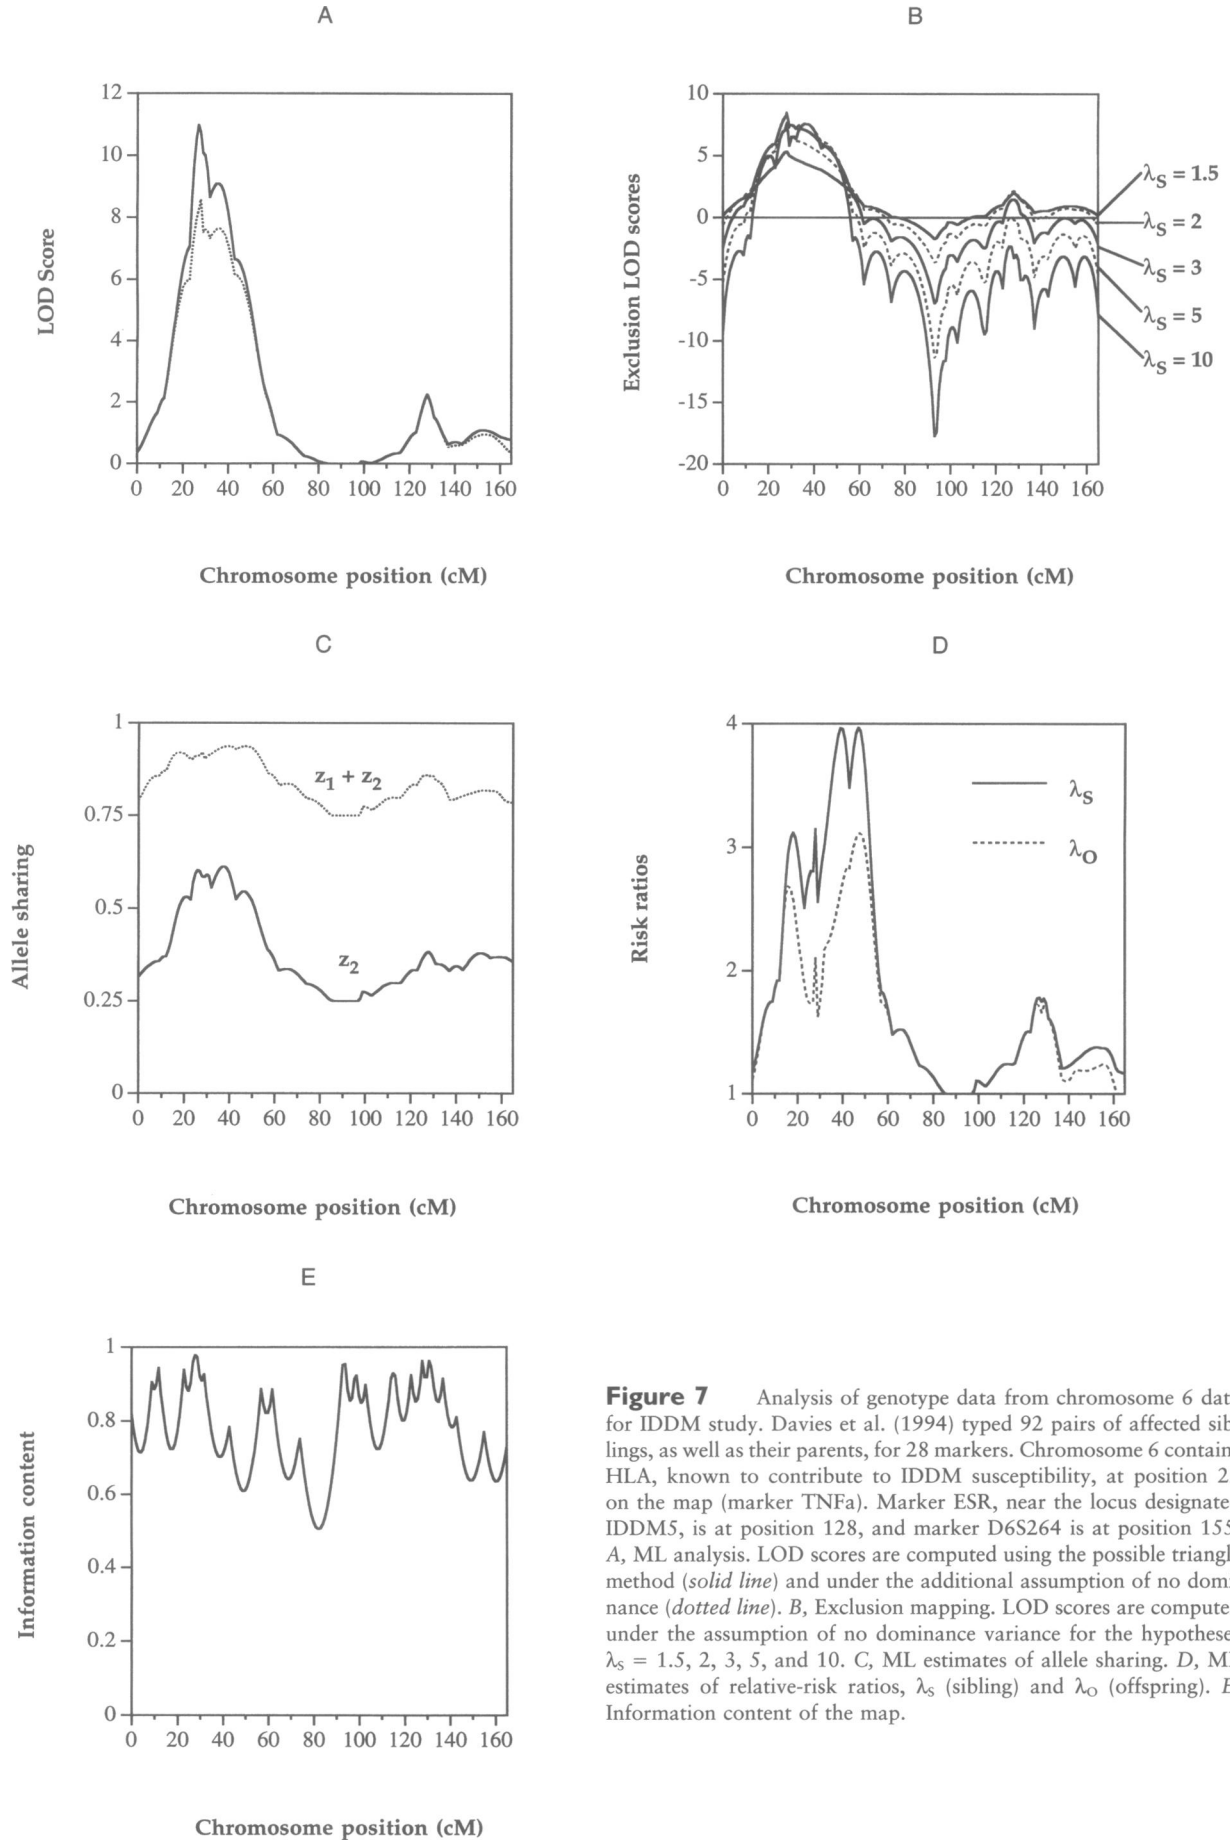 A
B
12
10
8
6
4
2
0
LOD Score
0 20 40 60 80 100 120 140 160
Chromosome position (cM)
10
5
0
-5
-10
-15
-20
Exclusion LOD scores
0 20 40 60 80 100 120 140 160
Chromosome position (cM)
λS = 1.5
λS = 2
λS = 3
λS = 5
λS = 10
C
D
1
0.75
0.5
0.25
0
Allele sharing
z1 + z2
z2
0 20 40 60 80 100 120 140 160
Chromosome position (cM)
4
3
2
1
Risk ratios
λS
λO
0 20 40 60 80 100 120 140 160
Chromosome position (cM)
E
1
0.8
0.6
0.4
0.2
0
Information content
0 20 40 60 80 100 120 140 160
Chromosome position (cM)
Figure 7 Analysis of genotype data from chromosome 6
for IDDM study. Davies et al. (1994) typed 92 pairs of affected sib
lings, as well as their parents, for 28 markers. Chromosome 6
HLA, known to contribute to IDDM susceptibility, at position
on the map (marker TNFa). Marker ESR, near the locus
IDDM5, is at position 128, and marker D6S264 is at position 155
A, ML analysis. LOD scores are computed using the possible
method (solid line) and under the additional assumption of no domi
nance (dotted line). B, Exclusion mapping. LOD scores are
under the assumption of no dominance variance for the
λS = 1.5, 2, 3, 5, and 10. C, ML estimates of allele sharing. D,
estimates of relative-risk ratios, λS (sibling) and λO (offspring).
Information content of the map.